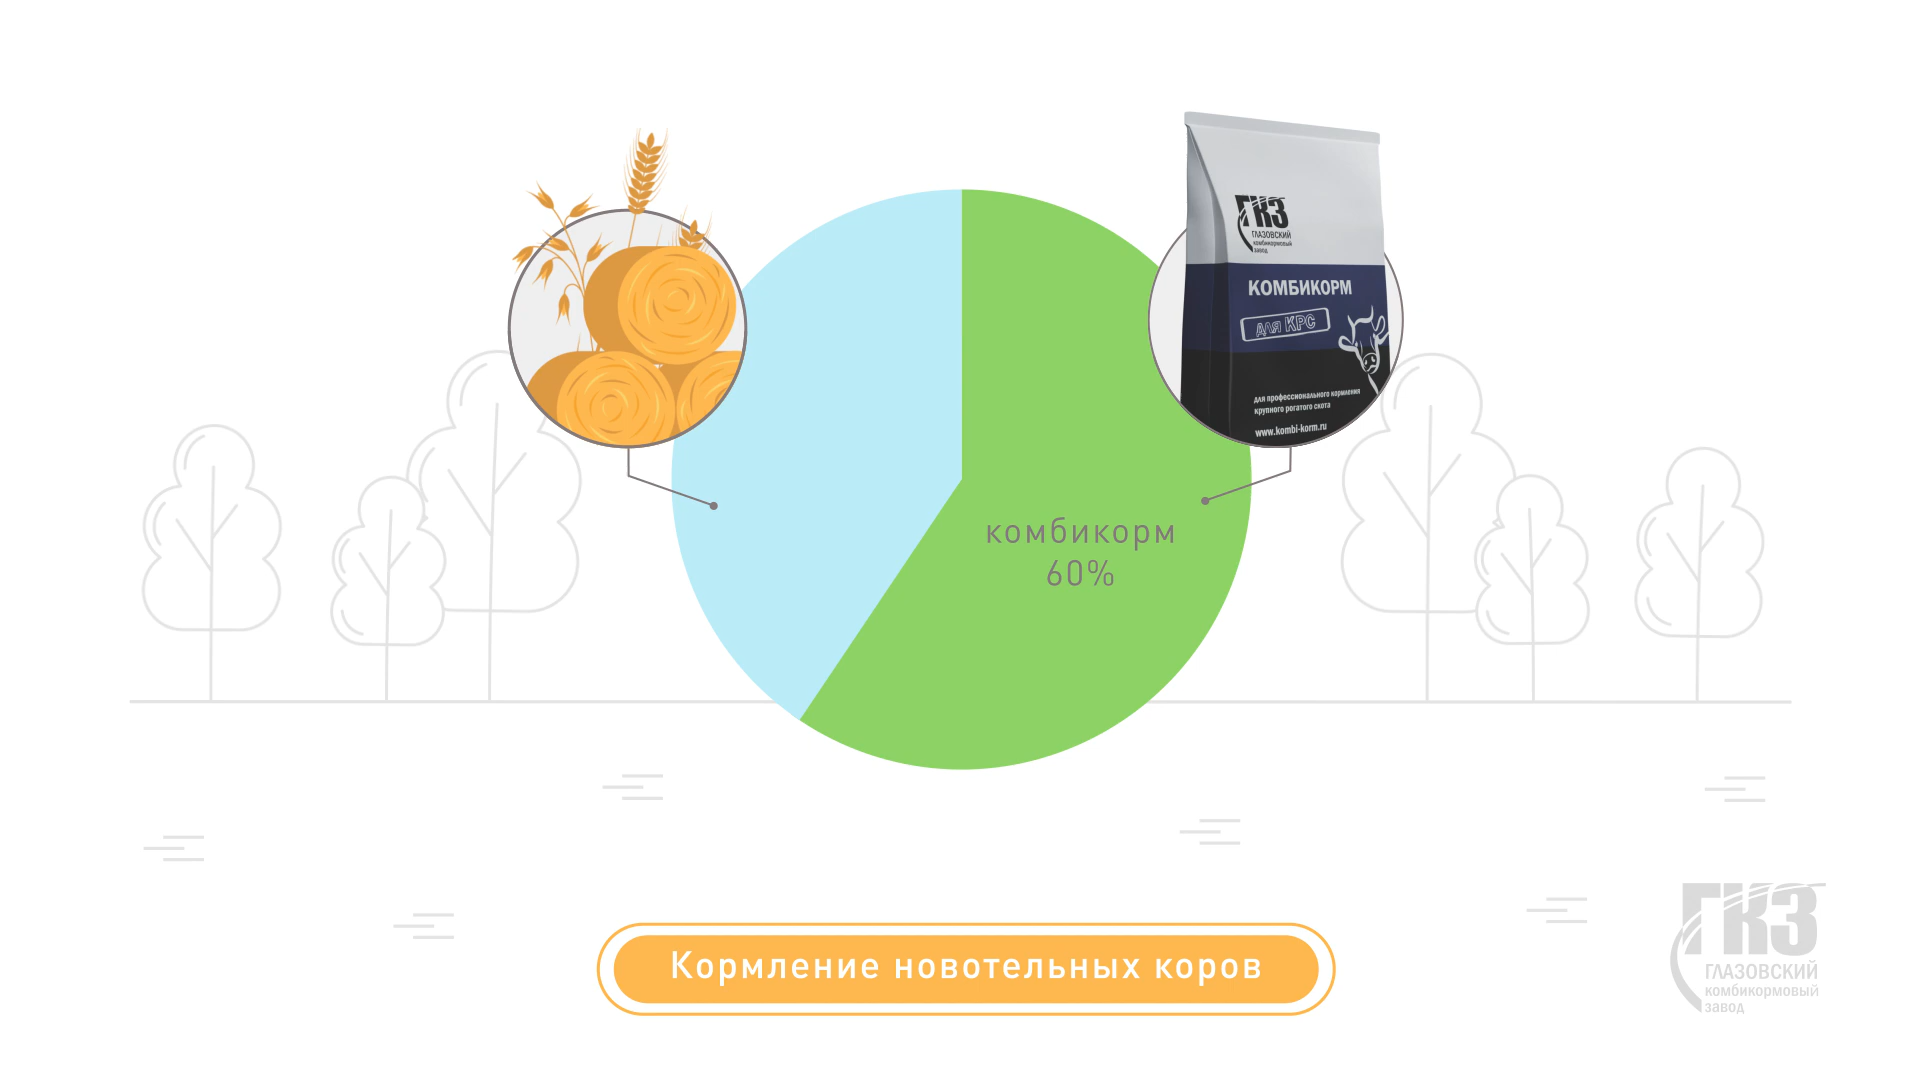 ГКЗ
ГЛАЗОВСКИЙ
комбикормовый
завод
КОМБИКОРМ
для КРС
для профессионального кормления
крупного рогатого скота
www.kombi-korm.ru
комбикорм
60%
Кормление новотельных коров
ГКЗ
ГЛАЗОВСКИЙ
комбикормовый
завод